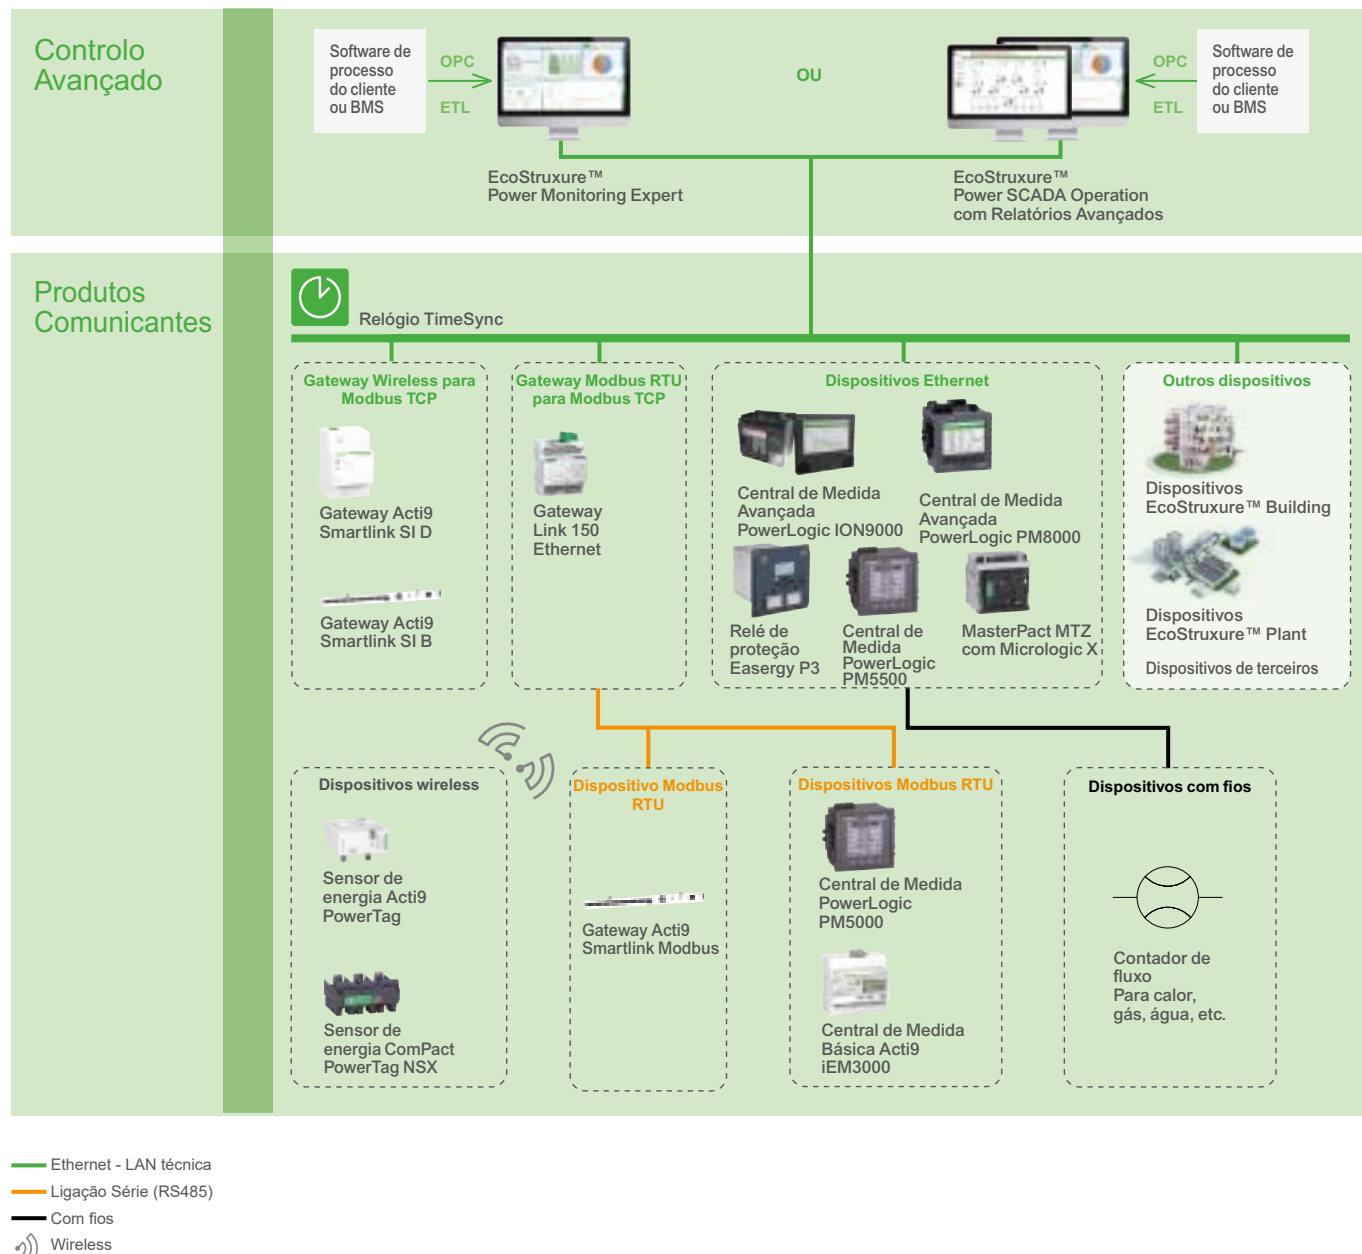 Controlo
Avançado
Software de
processo
do cliente
ou BMS
OPC
ETL
OU
OPC
ETL
Software de
processo
do cliente
ou BMS
EcoStruxure™
Power Monitoring Expert
EcoStruxure™
Power SCADA Operation
com Relatórios Avançados
Produtos
Comunicantes
Relógio TimeSync
Gateway Wireless para
Modbus TCP
Gateway Acti9
Smartlink SI D
Gateway Acti9
Smartlink SI B
Gateway Modbus RTU
para Modbus TCP
Gateway
Link 150
Ethernet
Dispositivos Ethernet
Central de Medida
Avançada
PowerLogic ION9000
Central de Medida
Avançada
PowerLogic PM8000
Relé de
proteção
Easergy P3
Central de
Medida
PowerLogic
PM5500
MasterPact MTZ
com Micrologic X
Outros dispositivos
Dispositivos
EcoStruxure™ Building
Dispositivos
EcoStruxure™ Plant
Dispositivos de terceiros
Dispositivos wireless
Sensor de
energia Acti9
PowerTag
Sensor de
energia ComPact
PowerTag NSX
Dispositivo Modbus
RTU
Gateway Acti9
Smartlink Modbus
Dispositivos Modbus RTU
Central de Medida
PowerLogic
PM5000
Central de Medida
Básica Acti9
iEM3000
Dispositivos com fios
Contador de
fluxo
Para calor,
gás, água, etc.
Ethernet - LAN técnica
Ligação Série (RS485)
Com fios
Wireless